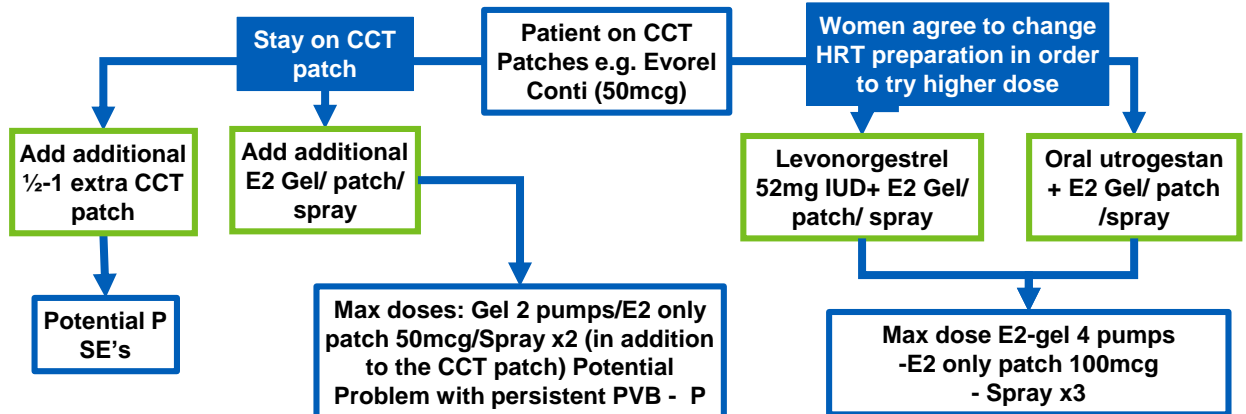 Stay on CCT
patch
Patient on CCT
Patches e.g. Evorel
Conti (50mcg)
Women agree to change
HRT preparation in order
to try higher dose
Add additional
½-1 extra CCT
patch
Add additional
E2 Gel/ patch/
spray
Levonorgestrel
52mg IUD+ E2 Gel/
patch/ spray
Oral utrogestan
+ E2 Gel/ patch
/spray
Potential P
SE’s
Max doses: Gel 2 pumps/E2 only
patch 50mcg/Spray x2 (in addition
to the CCT patch) Potential
Problem with persistent PVB - P
Max dose E2-gel 4 pumps
-E2 only patch 100mcg
- Spray x3